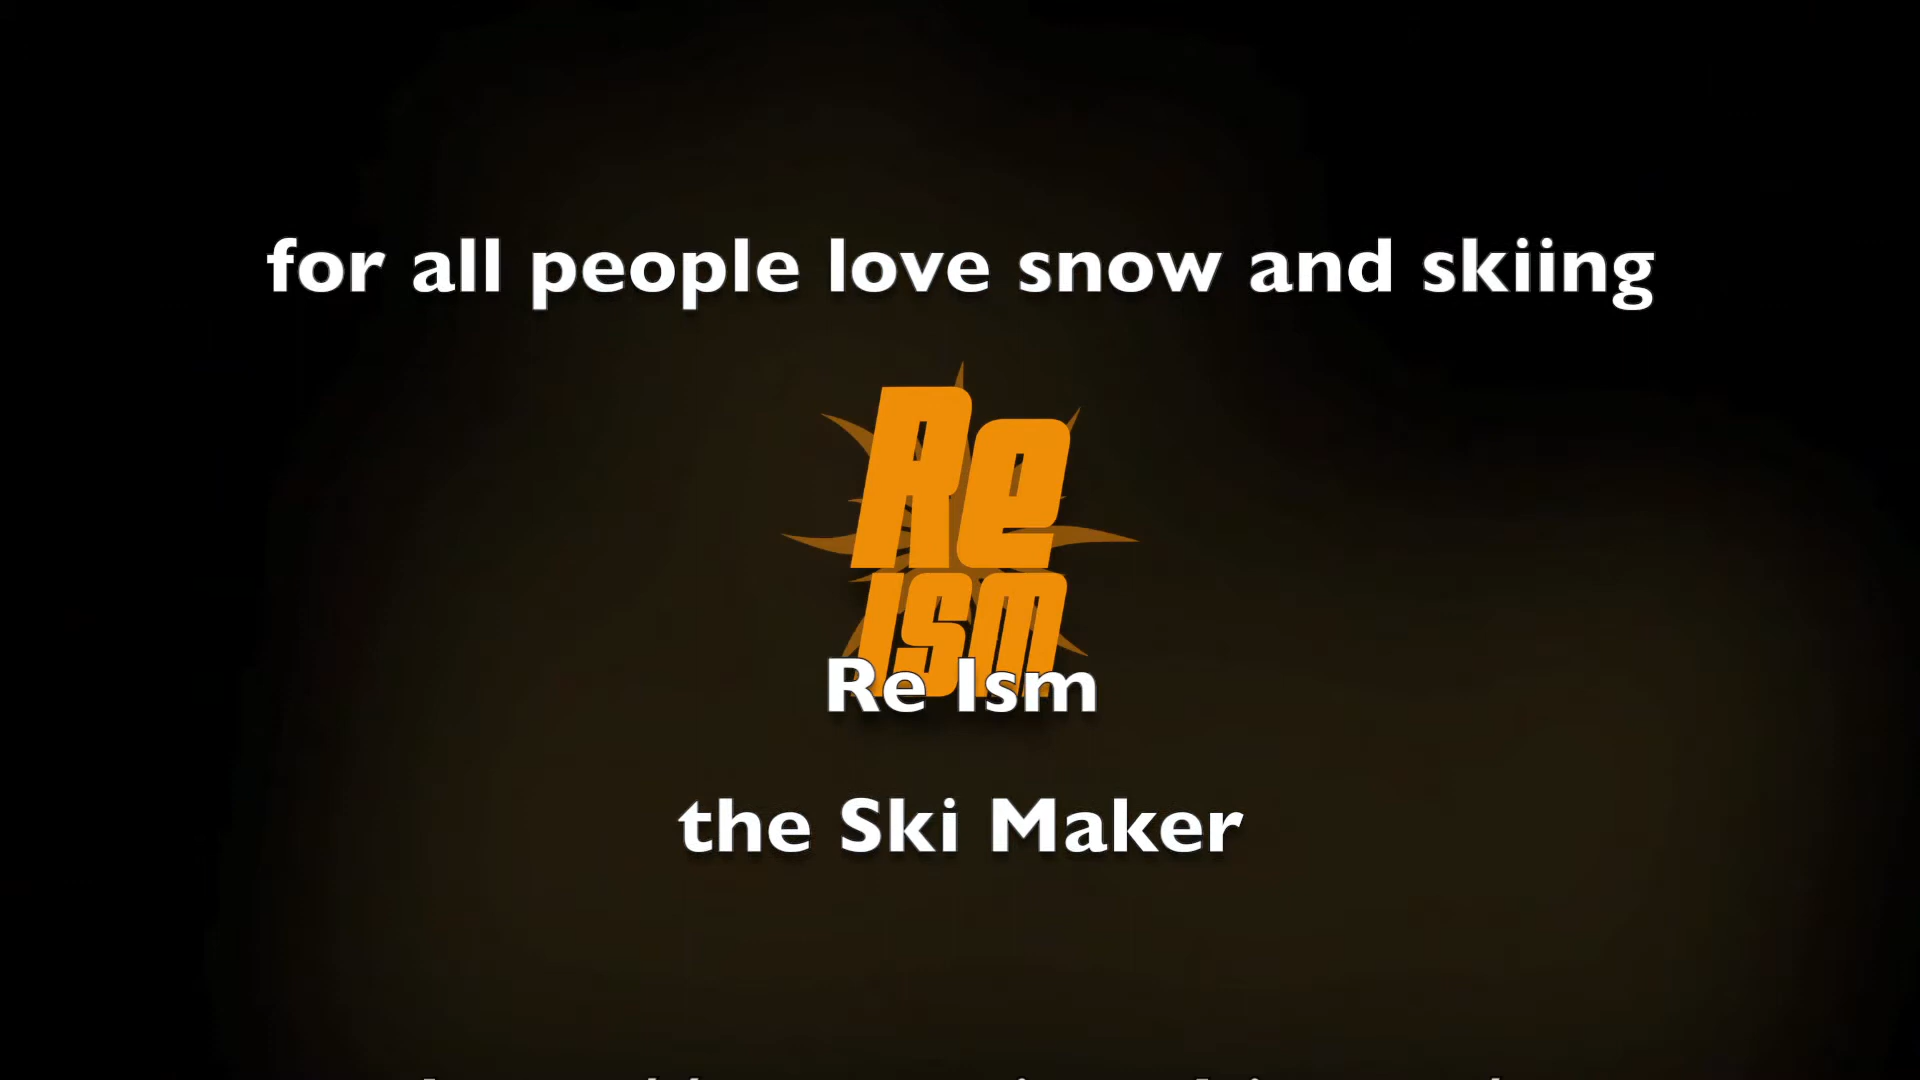 for all people love snow and skiing
Re
ism
Re Ism
the Ski Maker